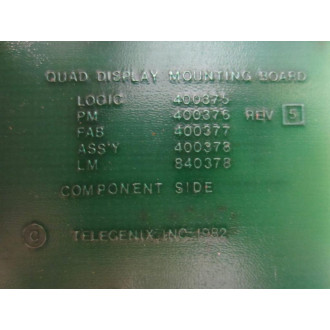 QUAD DISPLAY MOUNTING BOARD
LOGIC 400375
PM 400376 REV 5
FAB 400377
ASS'Y 400378
LM 840378
COMPONENT SIDE
© TELEGENIX, INC. 1982